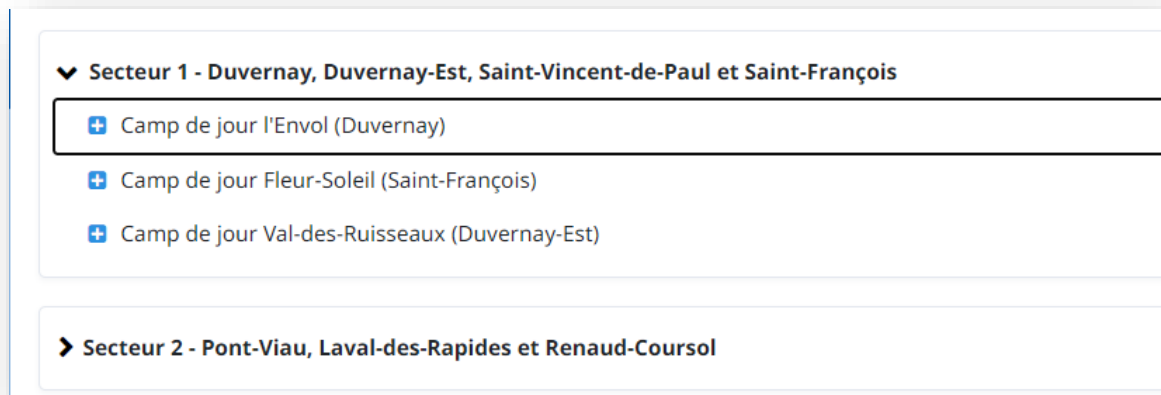 Secteur 1 - Duvernay, Duvernay-Est, Saint-Vincent-de-Paul et Saint-François
Camp de jour l'Envol (Duvernay)
Camp de jour Fleur-Soleil (Saint-François)
Camp de jour Val-des-Ruisseaux (Duvernay-Est)
Secteur 2 - Pont-Viau, Laval-des-Rapides et Renaud-Coursol